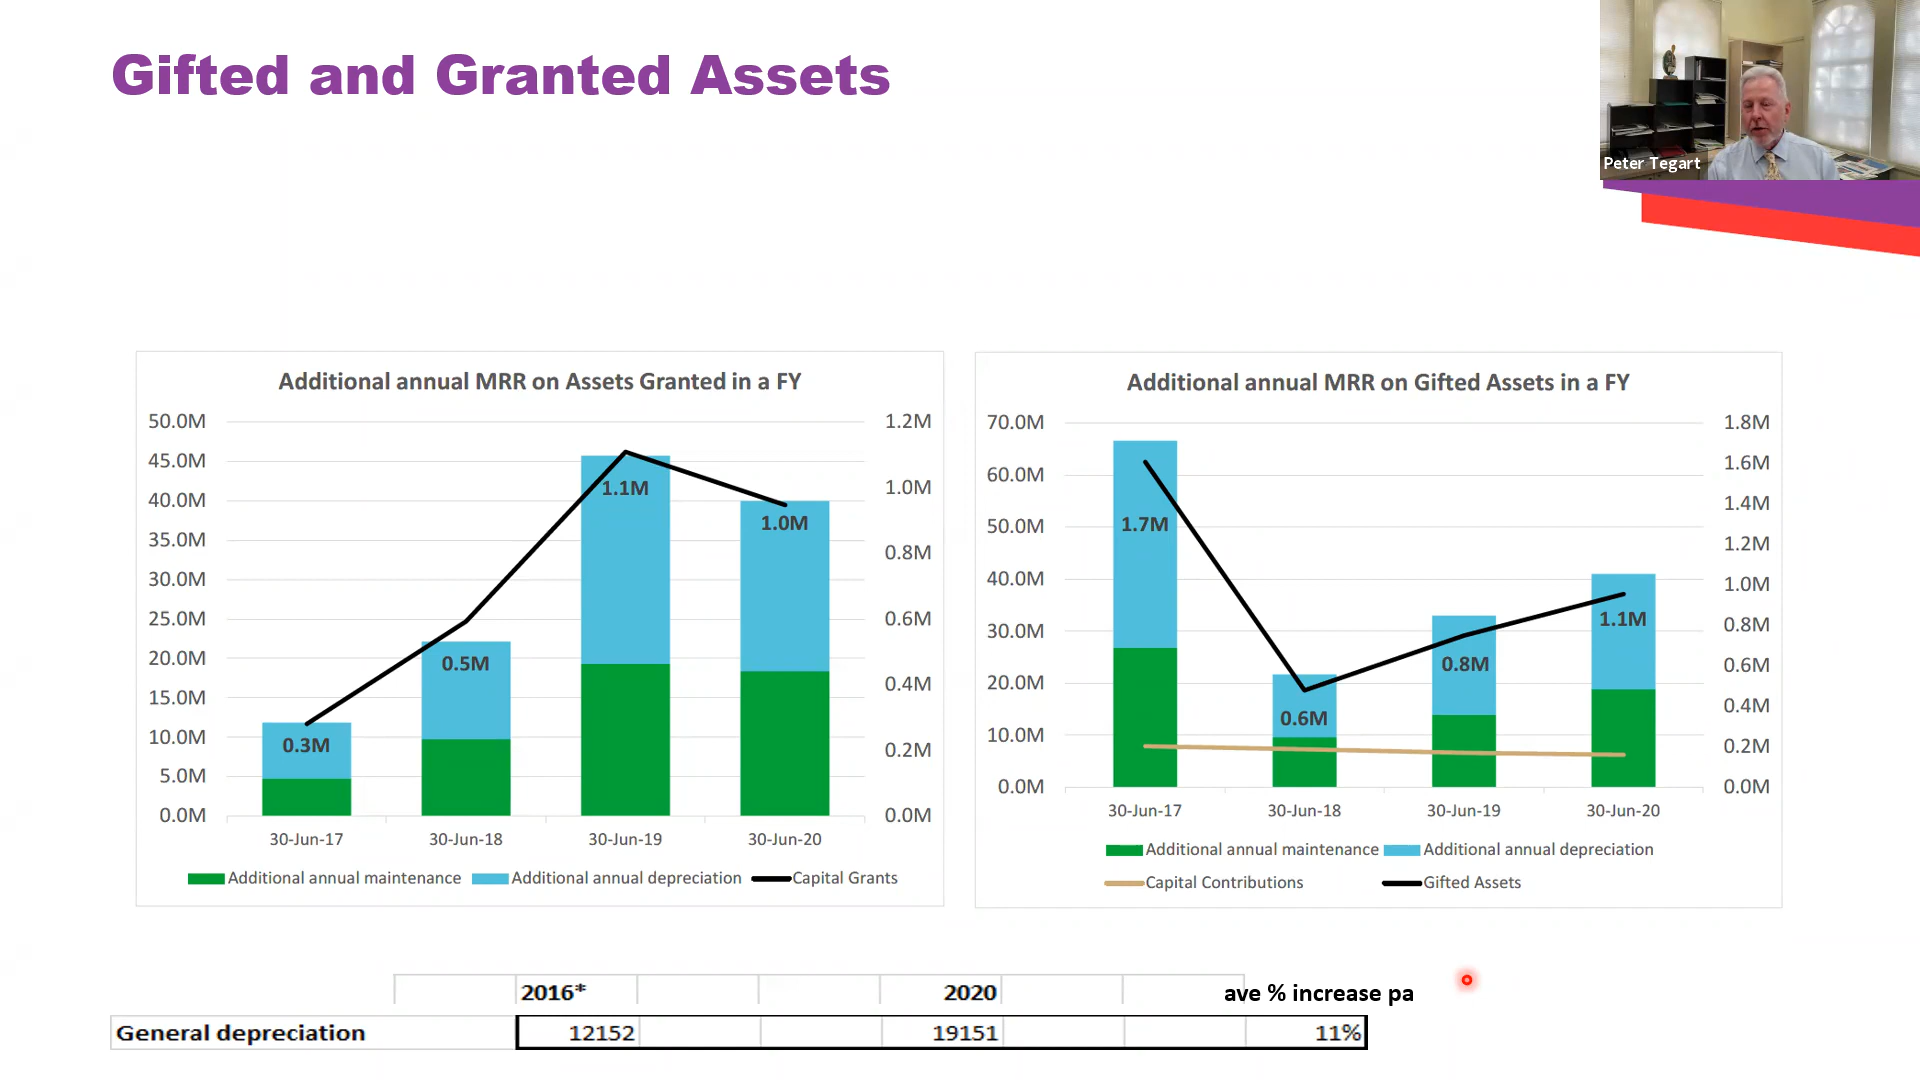 Gifted and Granted Assets
Peter Tegart
Additional annual MRR on Assets Granted in a FY
50.0M
45.0M
40.0M
35.0M
30.0M
25.0M
20.0M
15.0M
10.0M
5.0M
0.0M
1.2M
1.0M
0.8M
0.6M
0.4M
0.2M
0.0M
0.3M
0.5M
1.1M
1.0M
30-Jun-17 30-Jun-18 30-Jun-19 30-Jun-20
Additional annual maintenance Additional annual depreciation Capital Grants
Additional annual MRR on Gifted Assets in a FY
70.0M
60.0M
50.0M
40.0M
30.0M
20.0M
10.0M
0.0M
1.8M
1.6M
1.4M
1.2M
1.0M
0.8M
0.6M
0.4M
0.2M
0.0M
1.7M
0.6M
0.8M
1.1M
30-Jun-17 30-Jun-18 30-Jun-19 30-Jun-20
Additional annual maintenance Additional annual depreciation
Capital Contributions Gifted Assets
2016* 2020 ave % increase pa
General depreciation 12152 19151 11%